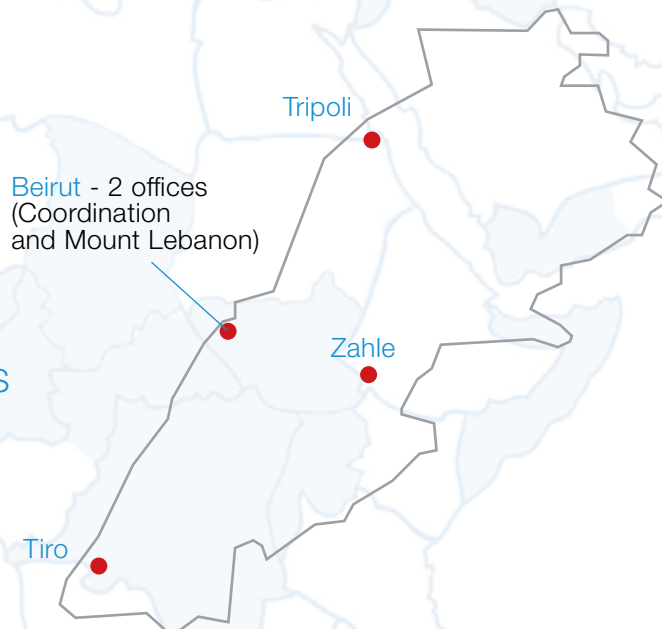 Tripoli
Beirut - 2 offices
(Coordination
and Mount Lebanon)
Zahle
S
Tiro